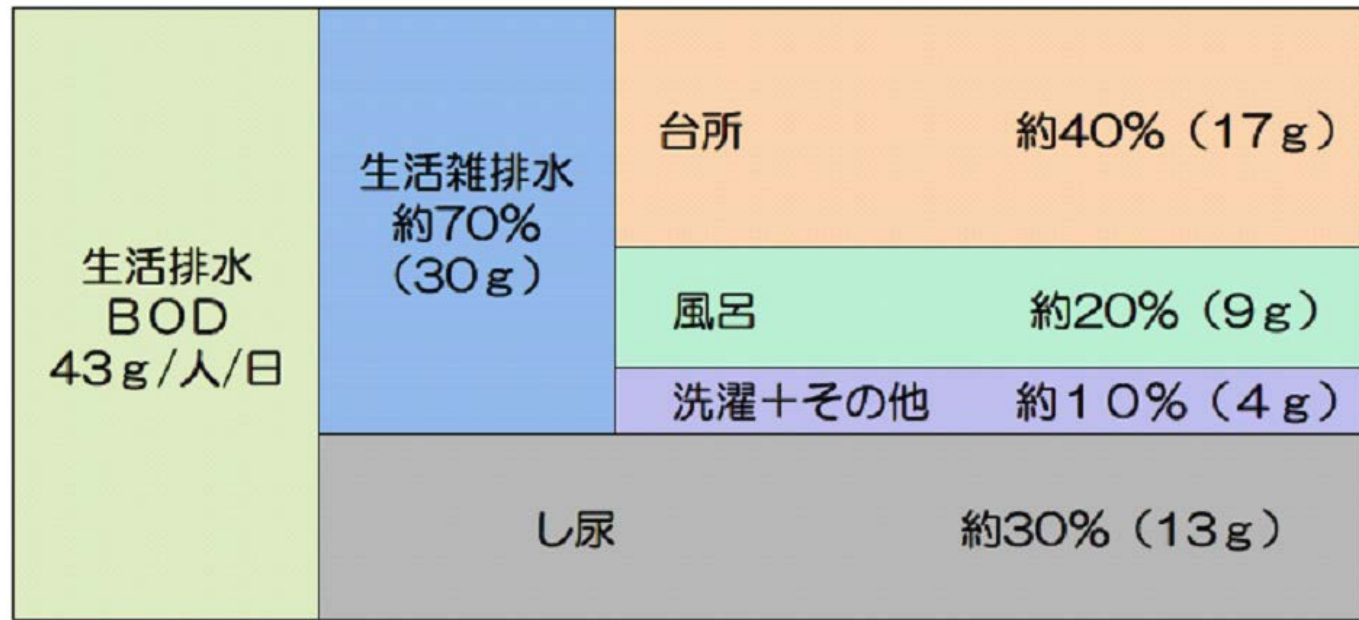 生活排水
BOD
43g/人/日
生活雑排水
約70%
(30g)
台所 約40% (17g)
風呂 約20% (9g)
洗濯+その他 約10% (4g)
し尿 約30% (13g)